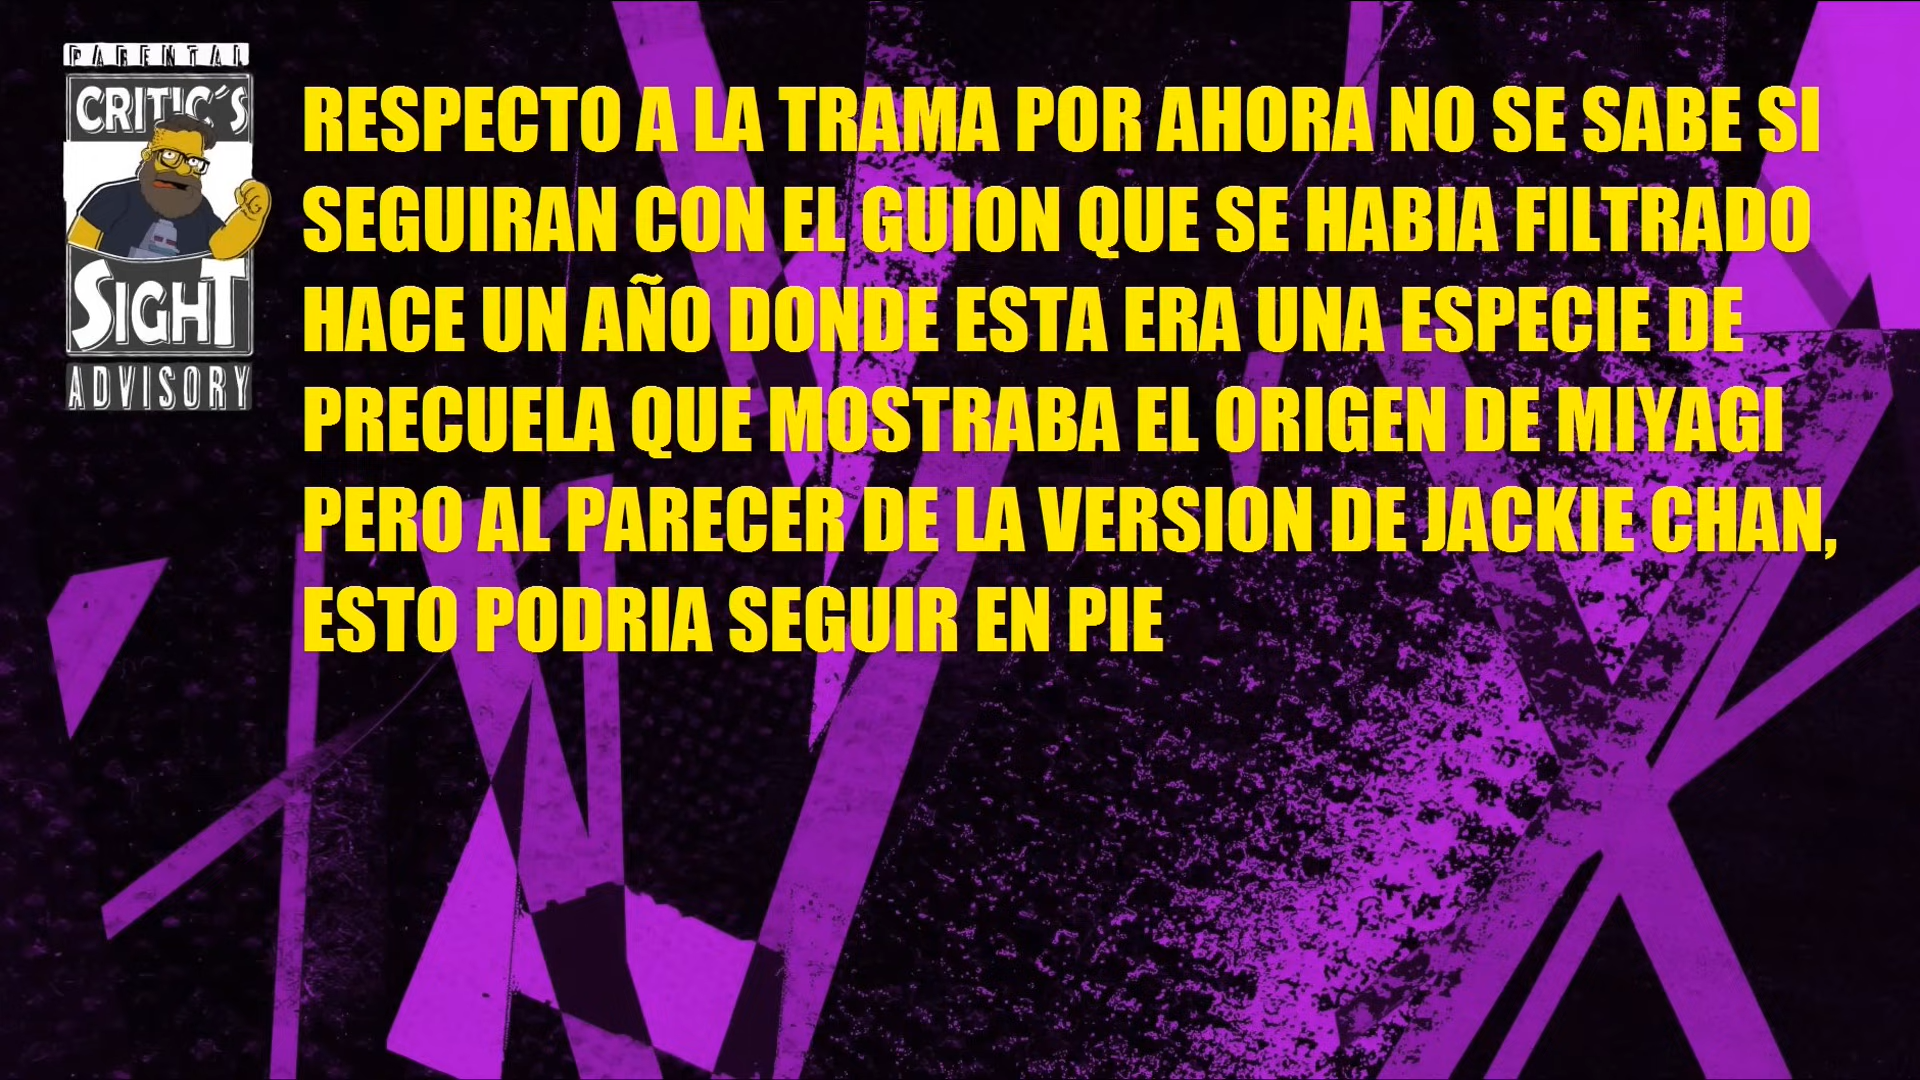 PARENTAL
CRITIC´S
SIGHT
ADVISORY
RESPECTO A LA TRAMA POR AHORA NO SE SABE SI
SEGUIRAN CON EL GUION QUE SE HABIA FILTRADO
HACE UN AÑO DONDE ESTA ERA UNA ESPECIE DE
PRECUELA QUE MOSTRABA EL ORIGEN DE MIYAGI
PERO AL PARECER DE LA VERSION DE JACKIE CHAN,
ESTO PODRIA SEGUIR EN PIE